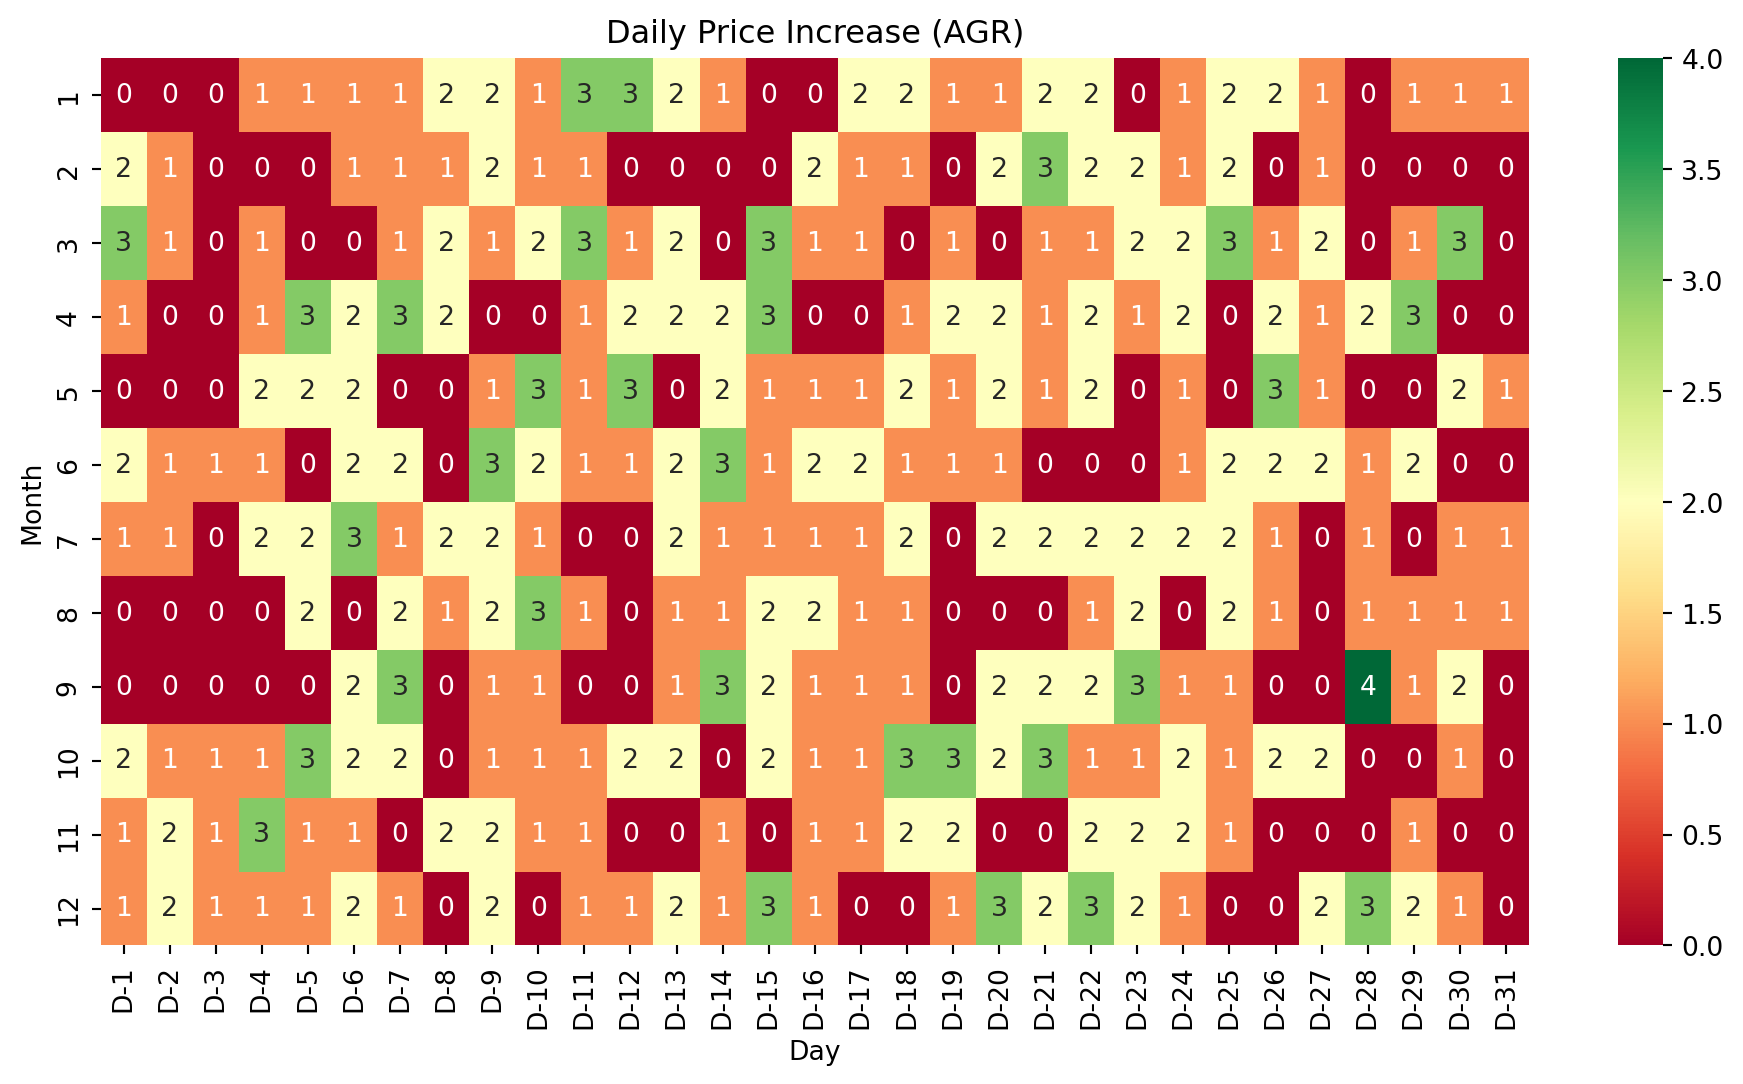 Daily Price Increase (AGR)
Month
1 0 0 0 1 1 1 1 2 2 1 3 3 2 1 0 0 2 2 1 1 2 2 0 1 2 2 1 0 1 1 1
2 2 1 0 0 0 1 1 1 2 1 1 0 0 0 0 2 1 1 0 2 3 2 2 1 2 0 1 0 0 0 0
3 3 1 0 1 0 0 1 2 1 2 3 1 2 0 3 1 1 0 1 0 1 1 2 2 3 1 2 0 1 3 0
4 1 0 0 1 3 2 3 2 0 0 1 2 2 2 3 0 0 1 2 2 1 2 1 2 0 2 1 2 3 0 0
5 0 0 0 2 2 2 0 0 1 3 1 3 0 2 1 1 1 2 1 2 1 2 0 1 0 3 1 0 0 2 1
6 2 1 1 1 0 2 2 0 3 2 1 1 2 3 1 2 2 1 1 1 0 0 0 1 2 2 2 1 2 0 0
7 1 1 0 2 2 3 1 2 2 1 0 0 2 1 1 1 1 2 0 2 2 2 2 2 2 1 0 1 0 1 1
8 0 0 0 0 2 0 2 1 2 3 1 0 1 1 2 2 1 1 0 0 0 1 2 0 2 1 0 1 1 1 1
9 0 0 0 0 0 2 3 0 1 1 0 0 1 3 2 1 1 1 0 2 2 2 3 1 1 0 0 4 1 2 0
10 2 1 1 1 3 2 2 0 1 1 1 2 2 0 2 1 1 3 3 2 3 1 1 2 1 2 2 0 0 1 0
11 1 2 1 3 1 1 0 2 2 1 1 0 0 1 0 1 1 2 2 0 0 2 2 2 1 0 0 0 1 0 0
12 1 2 1 1 1 2 1 0 2 0 1 1 2 1 3 1 0 0 1 3 2 3 2 1 0 0 2 3 2 1 0
D-1 D-2 D-3 D-4 D-5 D-6 D-7 D-8 D-9 D-10 D-11 D-12 D-13 D-14 D-15 D-16 D-17 D-18 D-19 D-20 D-21 D-22 D-23 D-24 D-25 D-26 D-27 D-28 D-29 D-30 D-31
Day
4.0
3.5
3.0
2.5
2.0
1.5
1.0
0.5
0.0